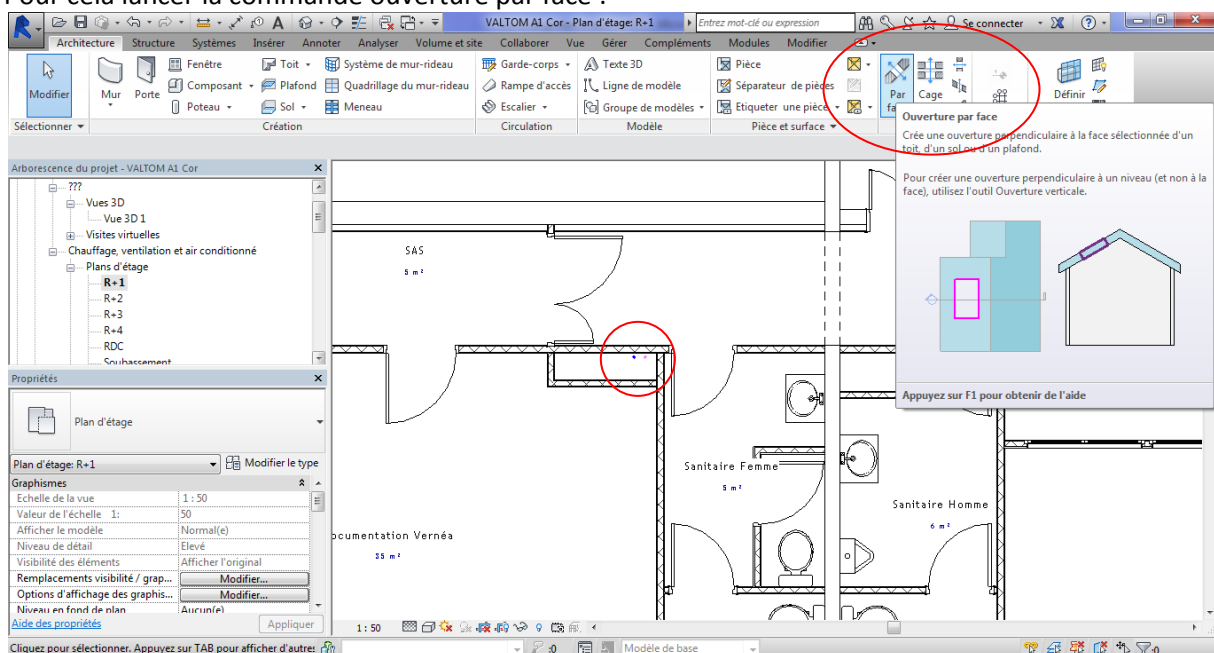 Pour cela lancer la commande ouverture par face :
VALTOM A1 Cor - Plan d'étage: R+1
Entrez mot-clé ou expression
Se connecter
Architecture Structure Systèmes Insérer Annoter Analyser Volume et site Collaborer Vue Gérer Compléments Modules Modifier
Fenêtre Toit Système de mur-rideau Garde-corps Texte 3D Pièce
Modifier Mur Porte Composant Plafond Quadrillage du mur-rideau Rampe d'accès Ligne de modèle Séparateur de pièces Par Cage Définir
Poteau Sol Meneau Escalier Groupe de modèles Etiqueter une pièce
Sélectionner Création Circulation Modèle Pièce et surface
Ouverture par face
Crée une ouverture perpendiculaire à la face sélectionnée d'un
toit, d'un sol ou d'un plafond.
Pour créer une ouverture perpendiculaire à un niveau (et non à la
face), utilisez l'outil Ouverture verticale.
Appuyez sur F1 pour obtenir de l'aide
Arborescence du projet - VALTOM A1 Cor
???
Vues 3D
Vue 3D 1
Visites virtuelles
Chauffage, ventilation et air conditionné
Plans d'étage
R+1
R+2
R+3
R+4
RDC
Soubassement
Propriétés
Plan d'étage
Plan d'étage: R+1 Modifier le type
Graphismes
Echelle de la vue 1 : 50
Valeur de l'échelle 1: 50
Afficher le modèle Normal(e)
Niveau de détail Elevé
Visibilité des éléments Afficher l'original
Remplacements visibilité / grap... Modifier...
Options d'affichage des graphis... Modifier...
Niveau en fond de plan Aucun(e)
Aide des propriétés Appliquer
SAS
5 m²
Sanitaire Femme
5 m²
Sanitaire Homme
6 m²
ocumentation Vernéa
35 m²
1 : 50
Cliquez pour sélectionner. Appuyez sur TAB pour afficher d'autres
:0 Modèle de base :0